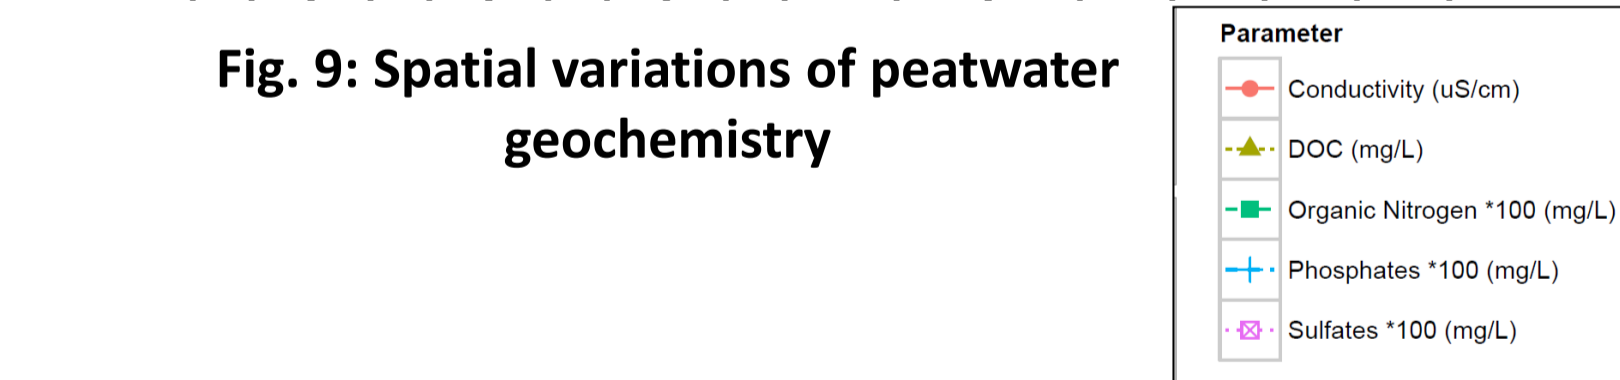 Fig. 9: Spatial variations of peatwater
geochemistry
Parameter
Conductivity (uS/cm)
DOC (mg/L)
Organic Nitrogen *100 (mg/L)
Phosphates *100 (mg/L)
Sulfates *100 (mg/L)